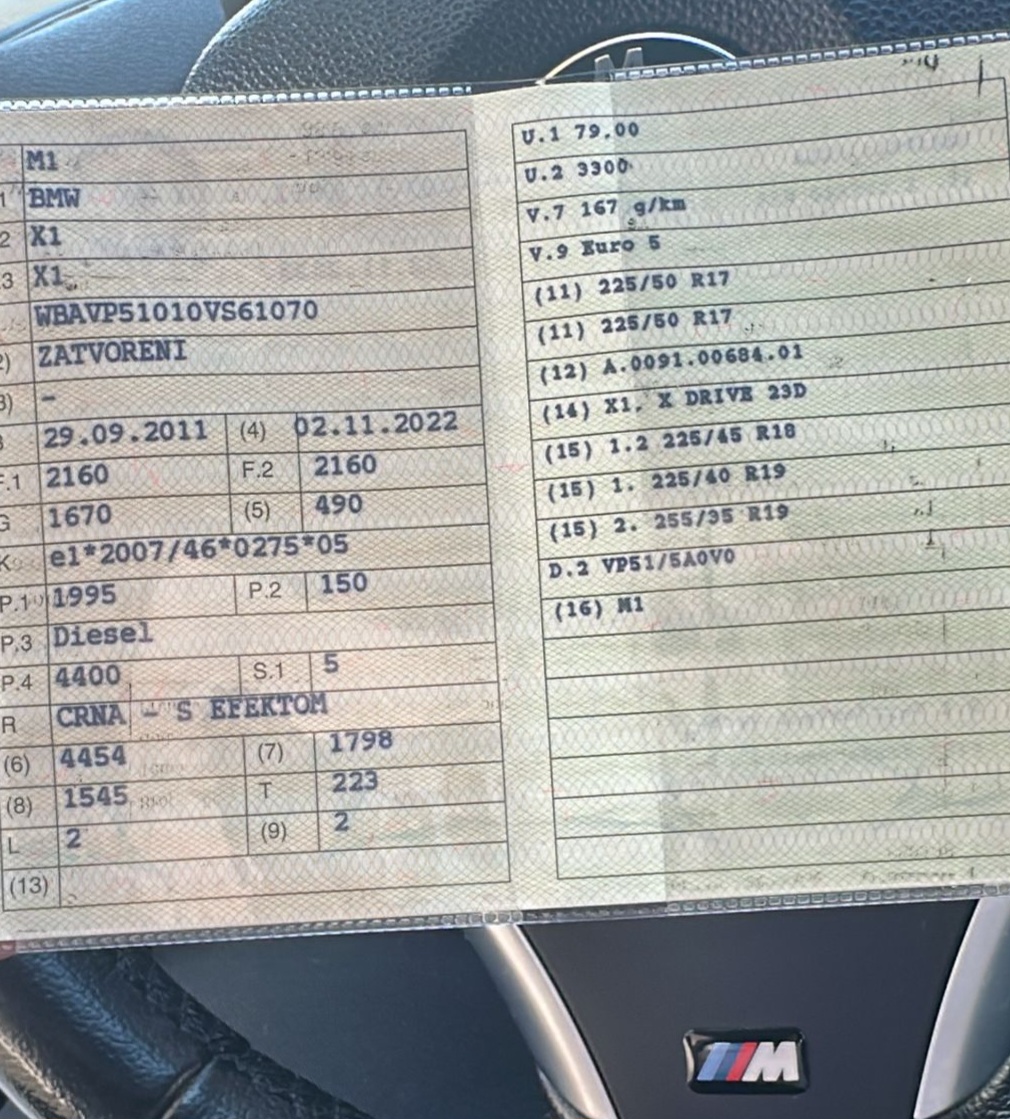 M1
1 BMW
2 X1
3 X1
WBAVP51010VS61070
2) ZATVORENI
3) -
29.09.2011 (4) 02.11.2022
F.1 2160 F.2 2160
G 1670 (5) 490
K e1*2007/46*0275*05
P.1 1995 P.2 150
P.3 Diesel
P.4 4400 S.1 5
R CRNA - S EFEKTOM
(6) 4454 (7) 1798
(8) 1545 T 223
L 2 (9) 2
(13)
U.1 79.00
U.2 3300
V.7 167 g/km
V.9 Euro 5
(11) 225/50 R17
(11) 225/50 R17
(12) A.0091.00684.01
(14) X1. X DRIVE 23D
(15) 1.2 225/45 R18
(15) 1. 225/40 R19
(15) 2. 255/35 R19
D.2 VP51/5A0V0
(16) M1
M